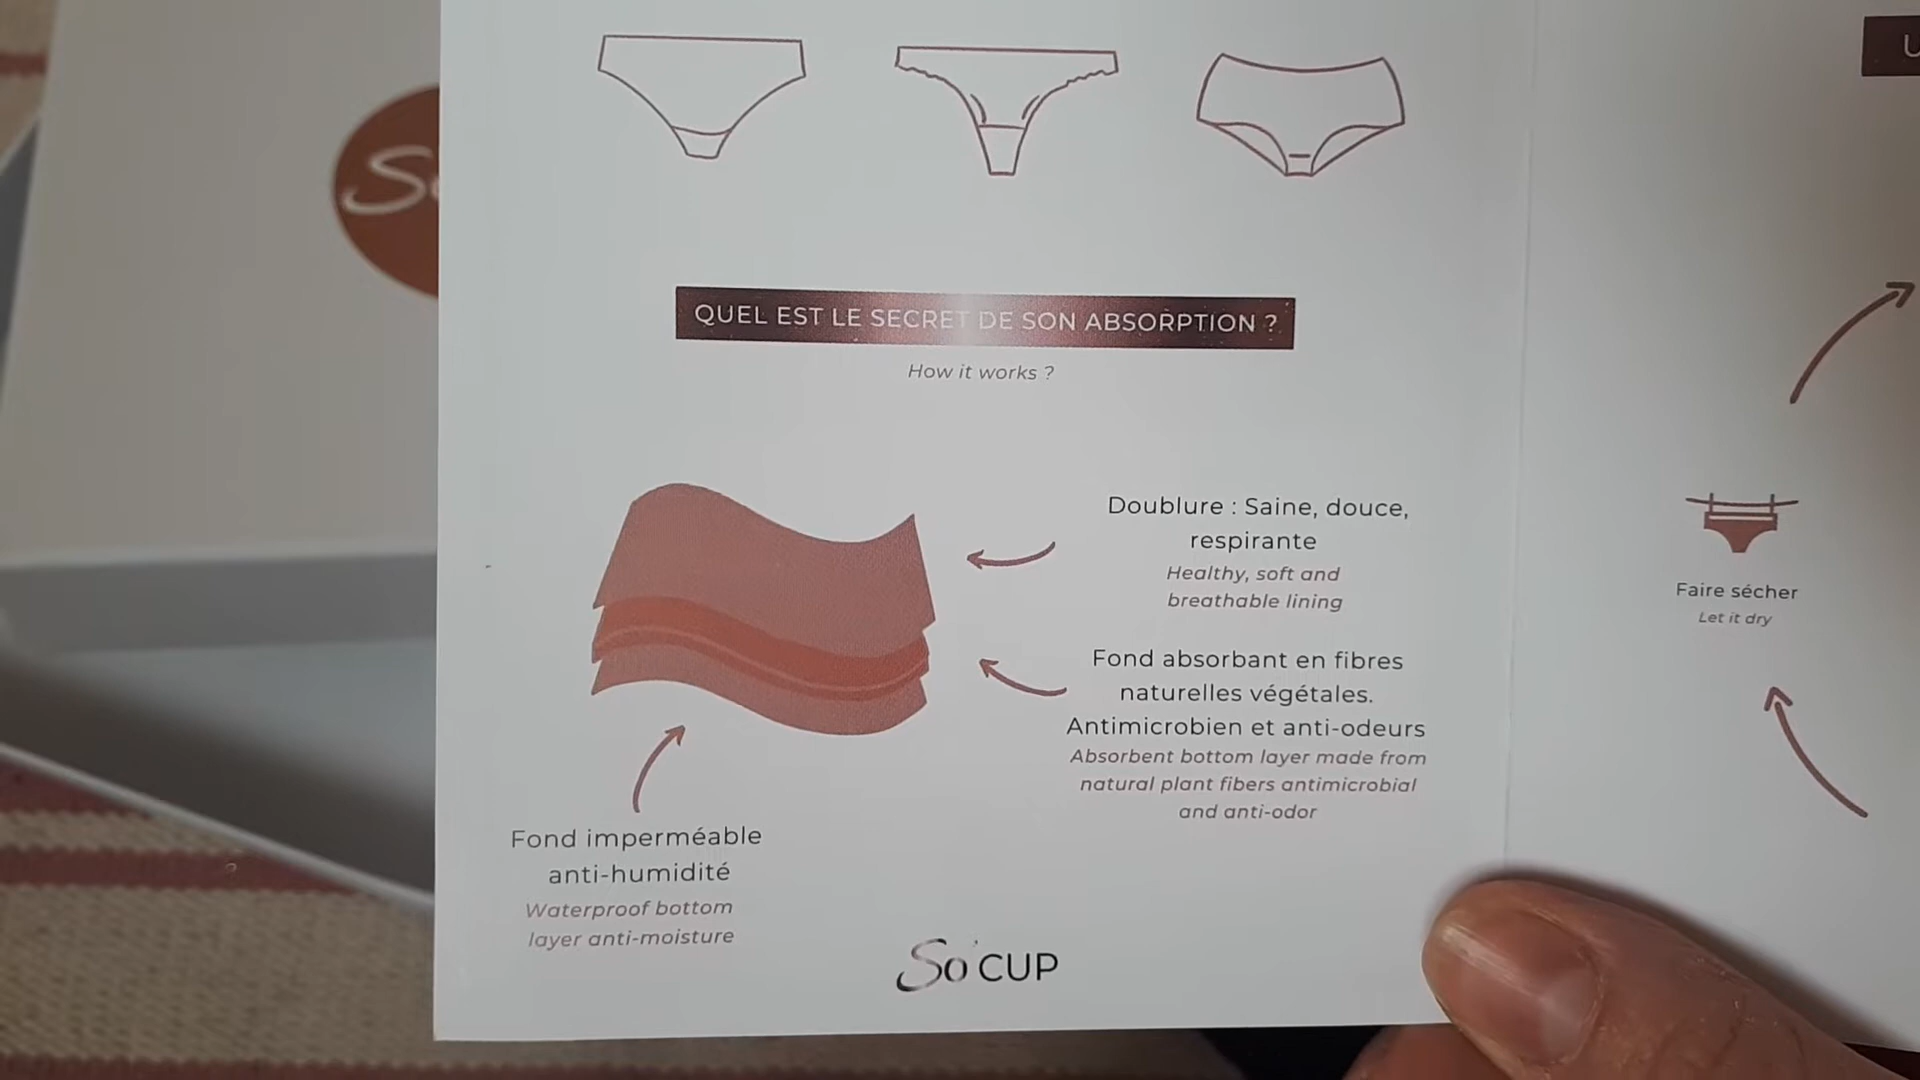 QUEL EST LE SECRET DE SON ABSORPTION ?
How it works ?
Doublure : Saine, douce,
respirante
Healthy, soft and
breathable lining
Fond absorbant en fibres
naturelles végétales.
Antimicrobien et anti-odeurs
Absorbent bottom layer made from
natural plant fibers antimicrobial
and anti-odor
Fond imperméable
anti-humidité
Waterproof bottom
layer anti-moisture
So'CUP
Faire sécher
Let it dry